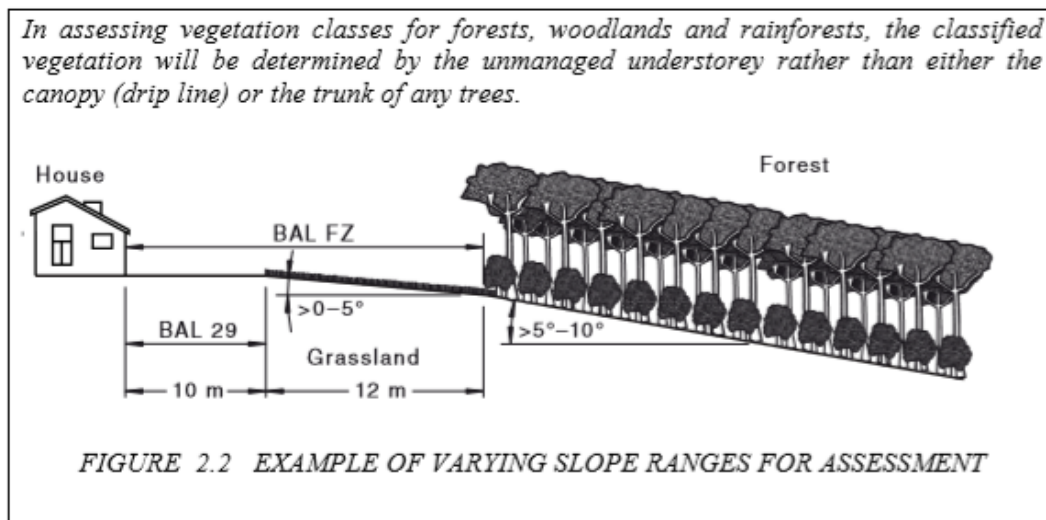 In assessing vegetation classes for forests, woodlands and rainforests, the classified
vegetation will be determined by the unmanaged understorey rather than either the
canopy (drip line) or the trunk of any trees.
House
Forest
BAL FZ
>0–5°
>5°–10°
BAL 29
Grassland
10 m
12 m
FIGURE 2.2 EXAMPLE OF VARYING SLOPE RANGES FOR ASSESSMENT